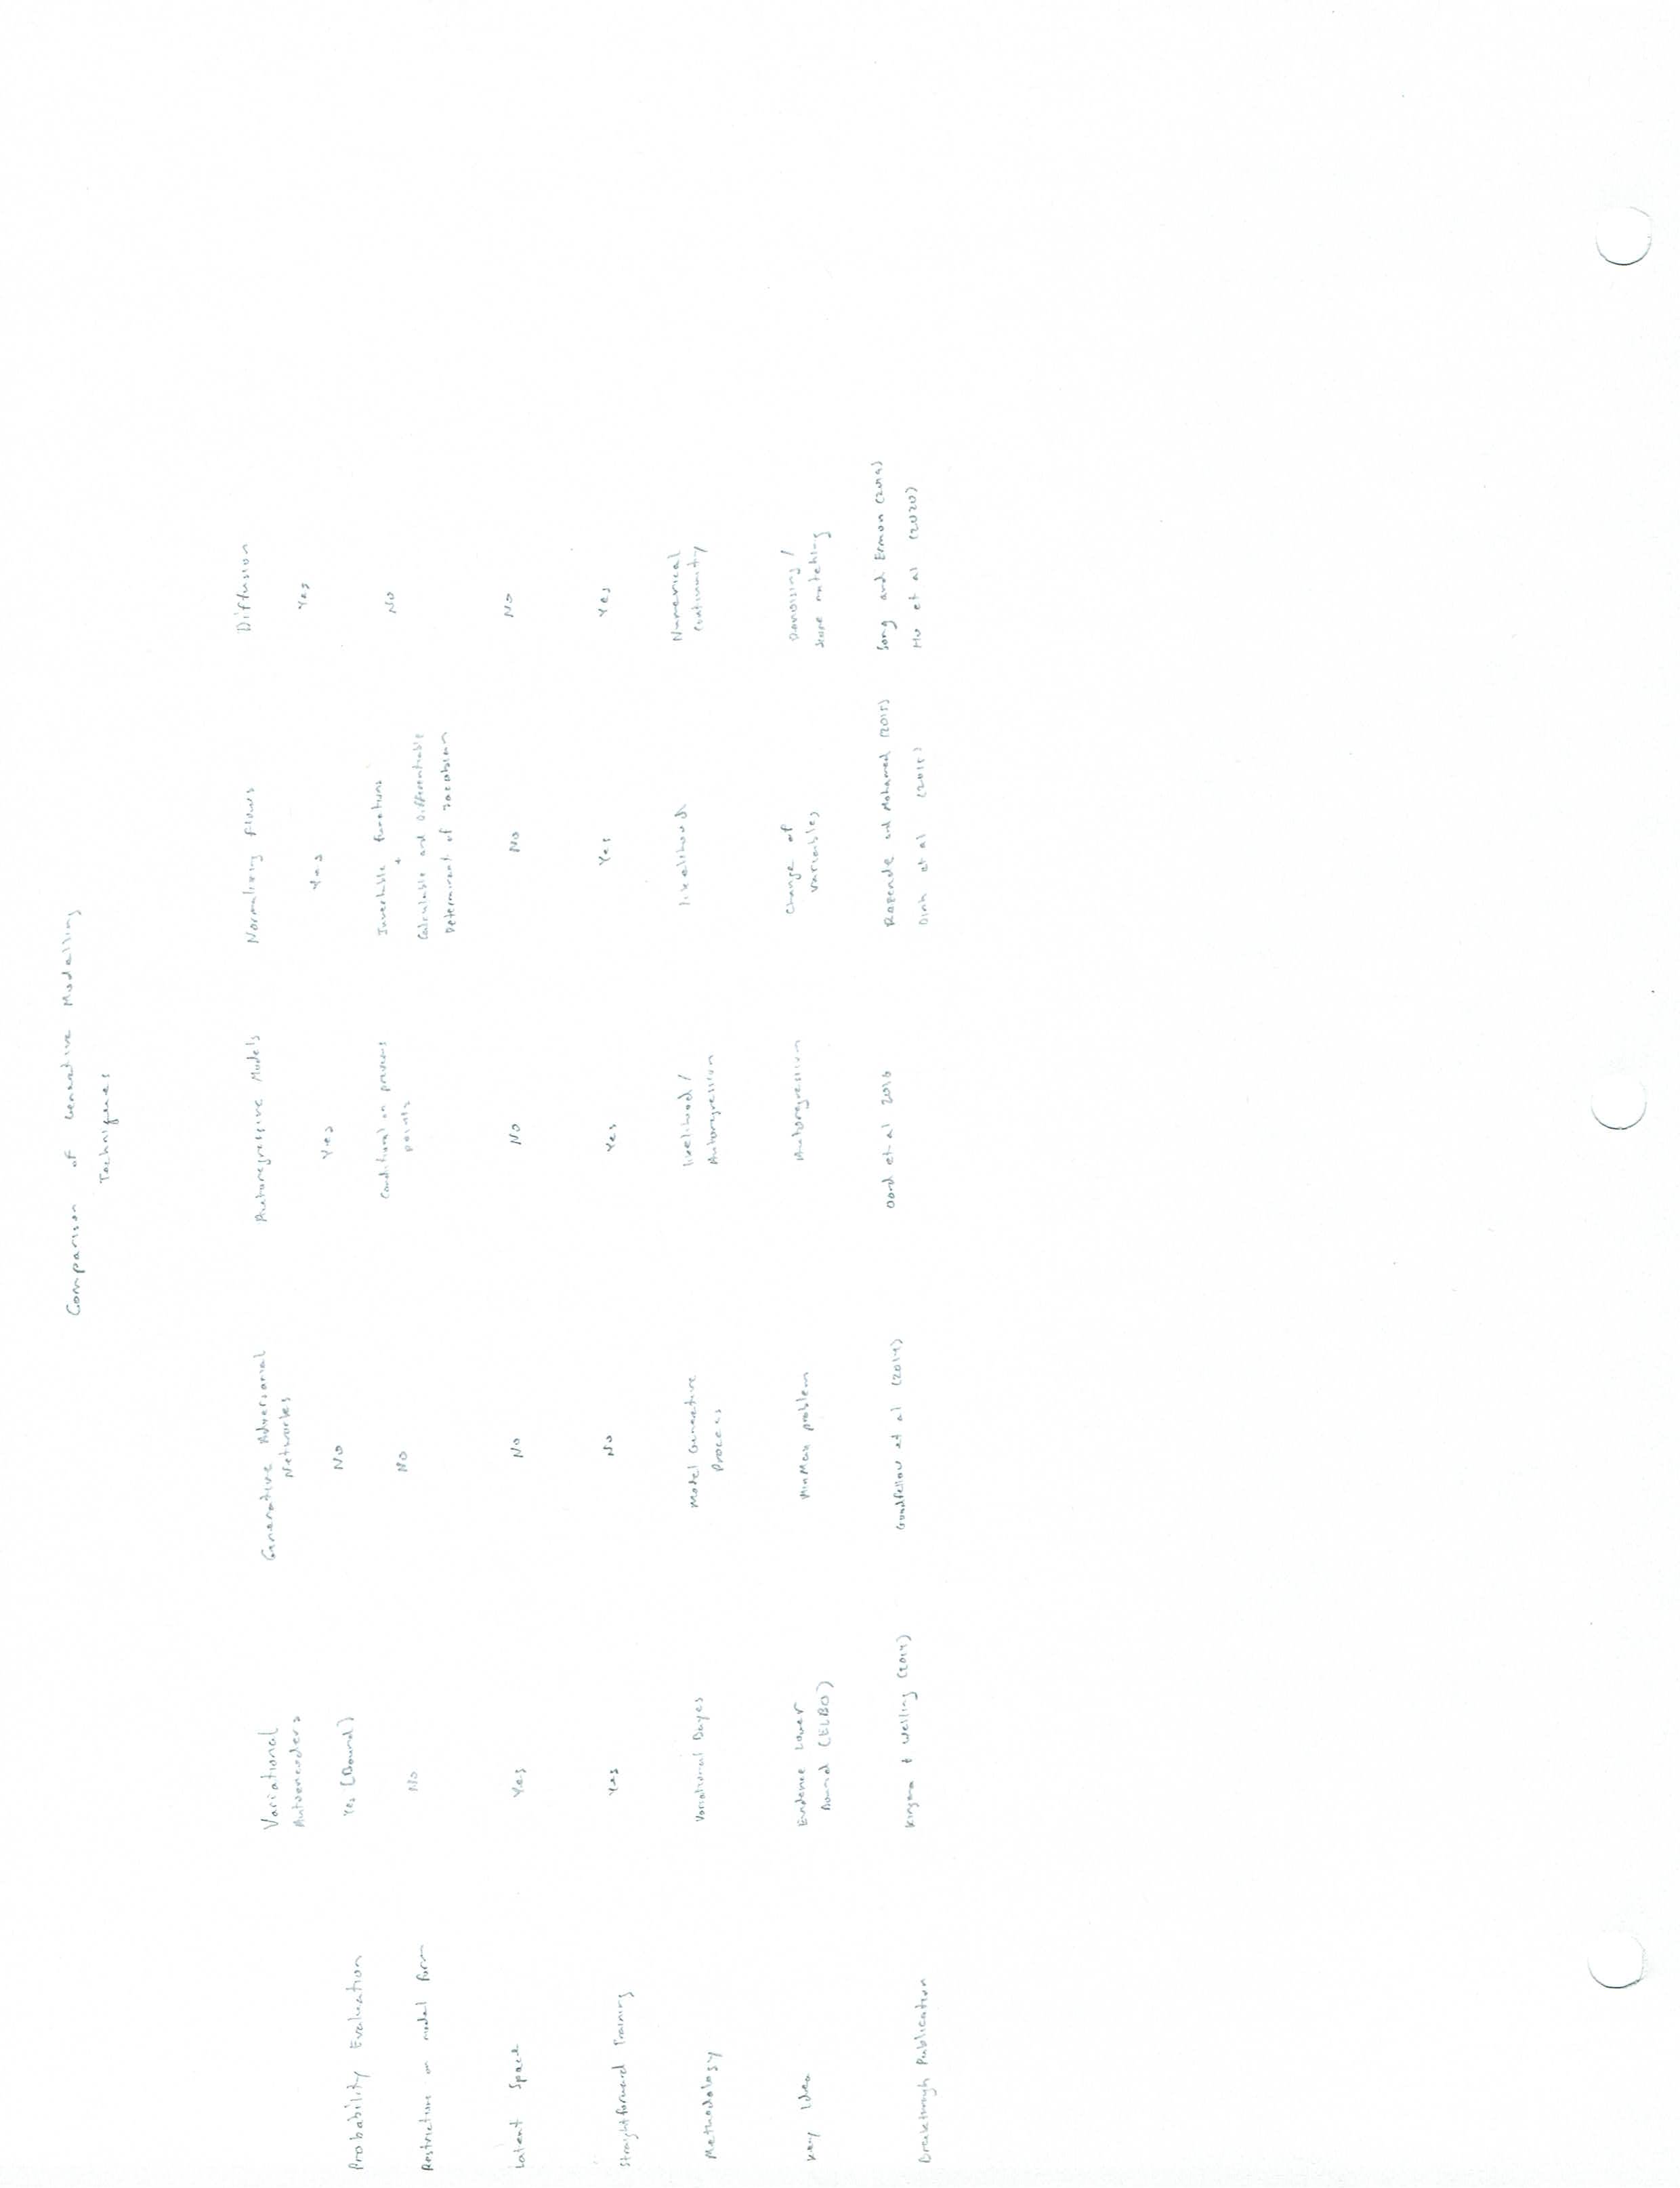 Comparison of Generative Modelling
Techniques
Variational Autoencoders
Generative Adversarial Networks
Autoregressive Models
Normalizing flows
Diffusion
Probability Evaluation
Yes (Bound)
No
Yes
Yes
Yes
Restrictions on model form
No
No
Conditional on previous
points
Invertable functions
+
Calculable and Differentiable
Determinant of Jacobian
No
Latent Space
Yes
No
No
No
No
Straightforward Training
Yes
No
Yes
Yes
Yes
Methodology
Variational Bayes
Model Generative
Process
likelihood /
Autoregression
likelihood
Numerical
Continuity
Key Idea
Evidence Lower
Bound (ELBO)
MinMax problem
Autoregression
Change of
variables
Denoising /
Score matching
Breakthrough Publication
Kingma & Welling (2014)
Goodfellow et al (2014)
Oord et al 2016
Rezende and Mohamed (2015)
Dinh et al (2015)
Song and Ermon (2019)
Ho et al (2020)